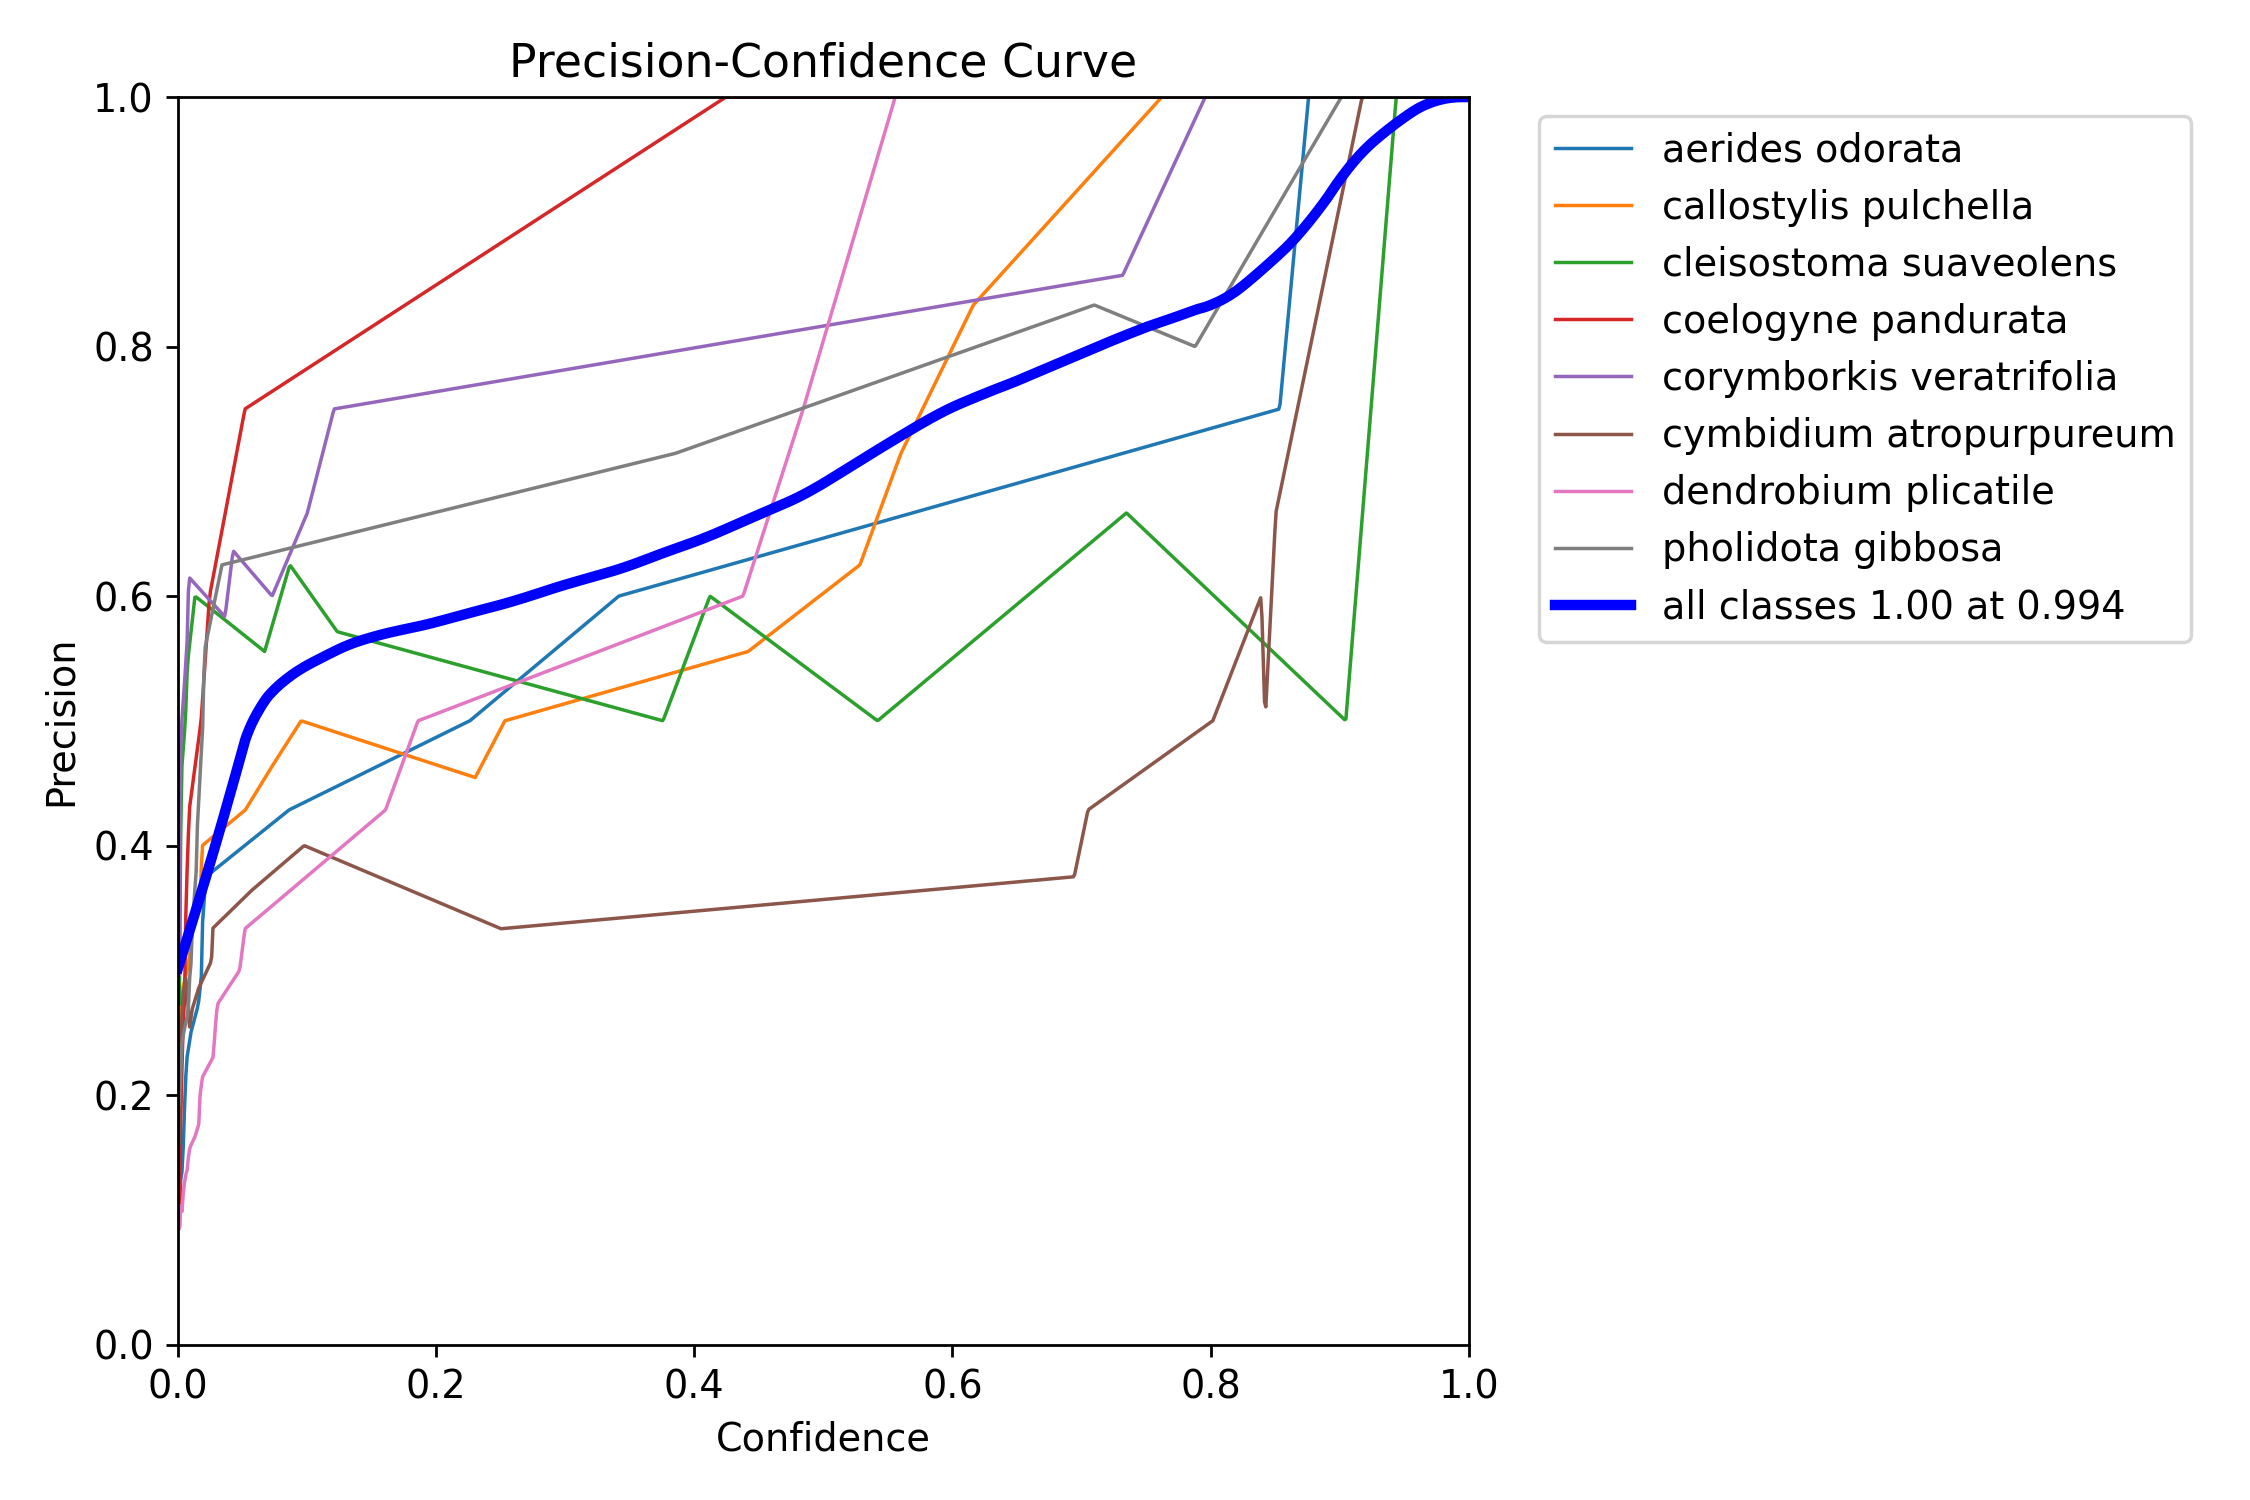 Precision-Confidence Curve
1.0
0.8
0.6
0.4
0.2
0.0
Precision
0.0 0.2 0.4 0.6 0.8 1.0
Confidence
aerides odorata
callostylis pulchella
cleisostoma suaveolens
coelogyne pandurata
corymborkis veratrifolia
cymbidium atropurpureum
dendrobium plicatile
pholidota gibbosa
all classes 1.00 at 0.994